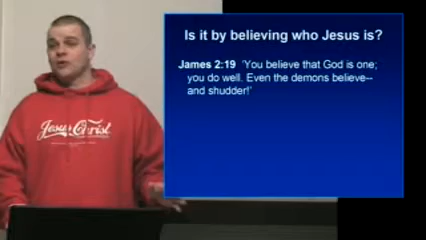 Is it by believing who Jesus is?
James 2:19 'You believe that God is one;
you do well. Even the demons believe--
and shudder!'
Jesus Christ